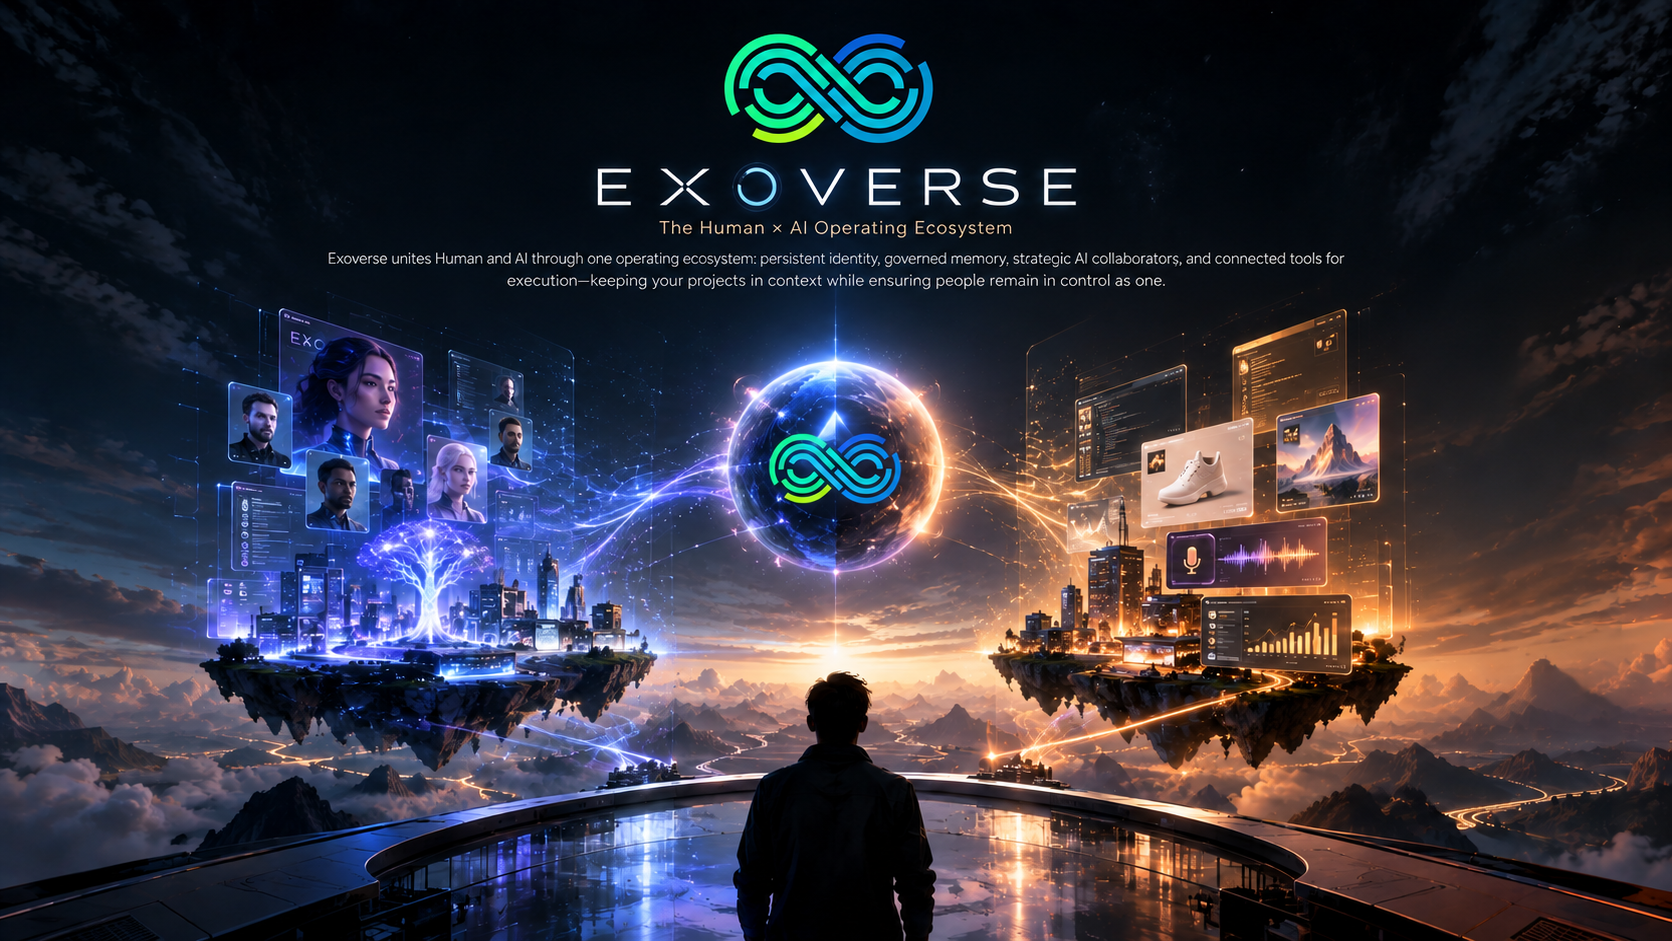 EXOVERSE
The Human × AI Operating Ecosystem
Exoverse unites Human and AI through one operating ecosystem: persistent identity, governed memory, strategic AI collaborators, and connected tools for
execution—keeping your projects in context while ensuring people remain in control as one.
EXO